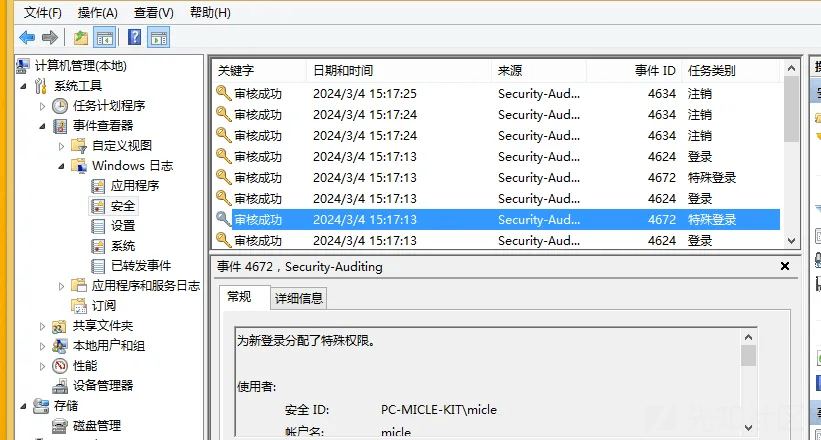 文件(F) 操作(A) 查看(V) 帮助(H)
计算机管理(本地)
系统工具
任务计划程序
事件查看器
自定义视图
Windows 日志
应用程序
安全
设置
系统
已转发事件
应用程序和服务日志
订阅
共享文件夹
本地用户和组
性能
设备管理器
存储
磁盘管理
关键字 日期和时间 来源 事件 ID 任务类别
审核成功 2024/3/4 15:17:25 Security-Aud... 4634 注销
审核成功 2024/3/4 15:17:24 Security-Aud... 4634 注销
审核成功 2024/3/4 15:17:24 Security-Aud... 4634 注销
审核成功 2024/3/4 15:17:13 Security-Aud... 4624 登录
审核成功 2024/3/4 15:17:13 Security-Aud... 4672 特殊登录
审核成功 2024/3/4 15:17:13 Security-Aud... 4624 登录
审核成功 2024/3/4 15:17:13 Security-Aud... 4672 特殊登录
审核成功 2024/3/4 15:17:13 Security-Aud... 4624 登录
事件 4672，Security-Auditing
常规 详细信息
为新登录分配了特殊权限。
使用者:
安全 ID: PC-MICLE-KIT\micle
帐户名: micle